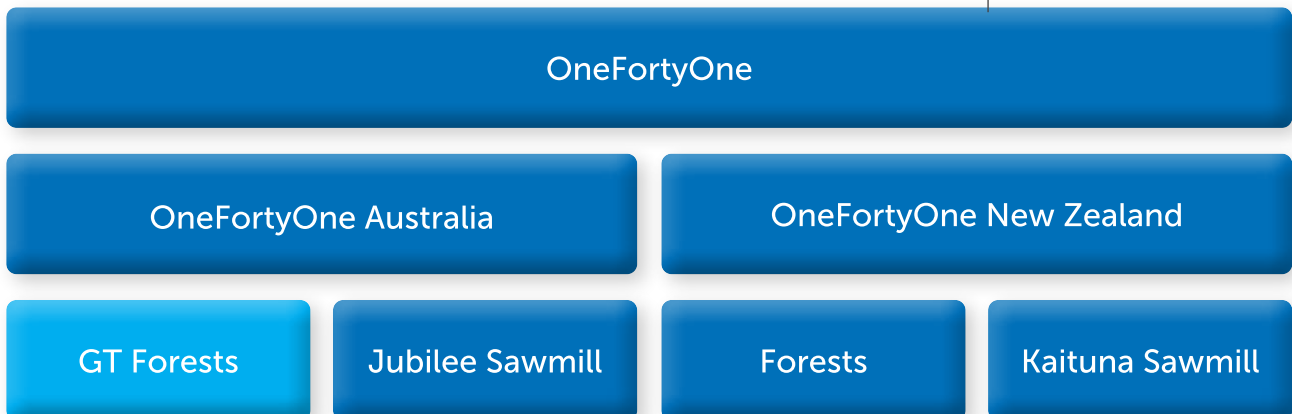 OneFortyOne
OneFortyOne Australia
OneFortyOne New Zealand
GT Forests
Jubilee Sawmill
Forests
Kaituna Sawmill